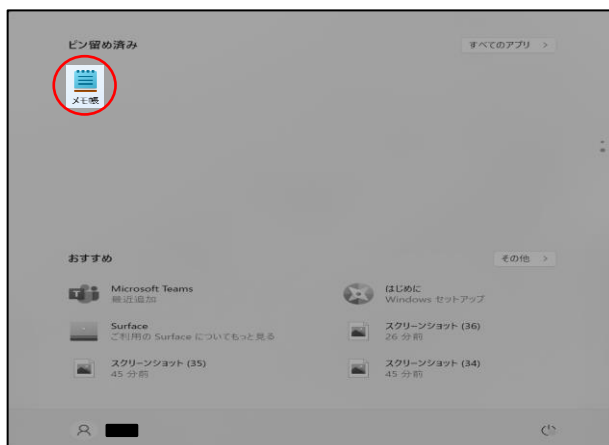 ピン留め済み
すべてのアプリ >
メモ帳
おすすめ
その他 >
Microsoft Teams
最近追加
はじめに
Windows セットアップ
Surface
ご利用の Surface についてもっと見る
スクリーンショット (36)
26 分前
スクリーンショット (35)
45 分前
スクリーンショット (34)
45 分前